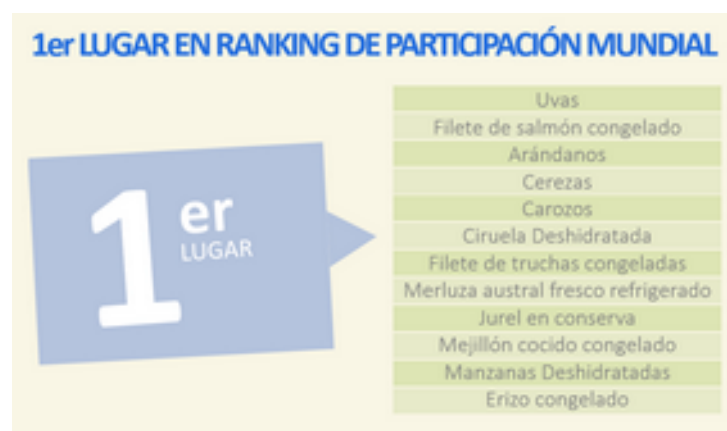 1er LUGAR EN RANKING DE PARTICIPACIÓN MUNDIAL
1er
LUGAR
Uvas
Filete de salmón congelado
Arándanos
Cerezas
Carozos
Ciruela Deshidratada
Filete de truchas congeladas
Merluza austral fresco refrigerado
Jurel en conserva
Mejillón cocido congelado
Manzanas Deshidratadas
Erizo congelado